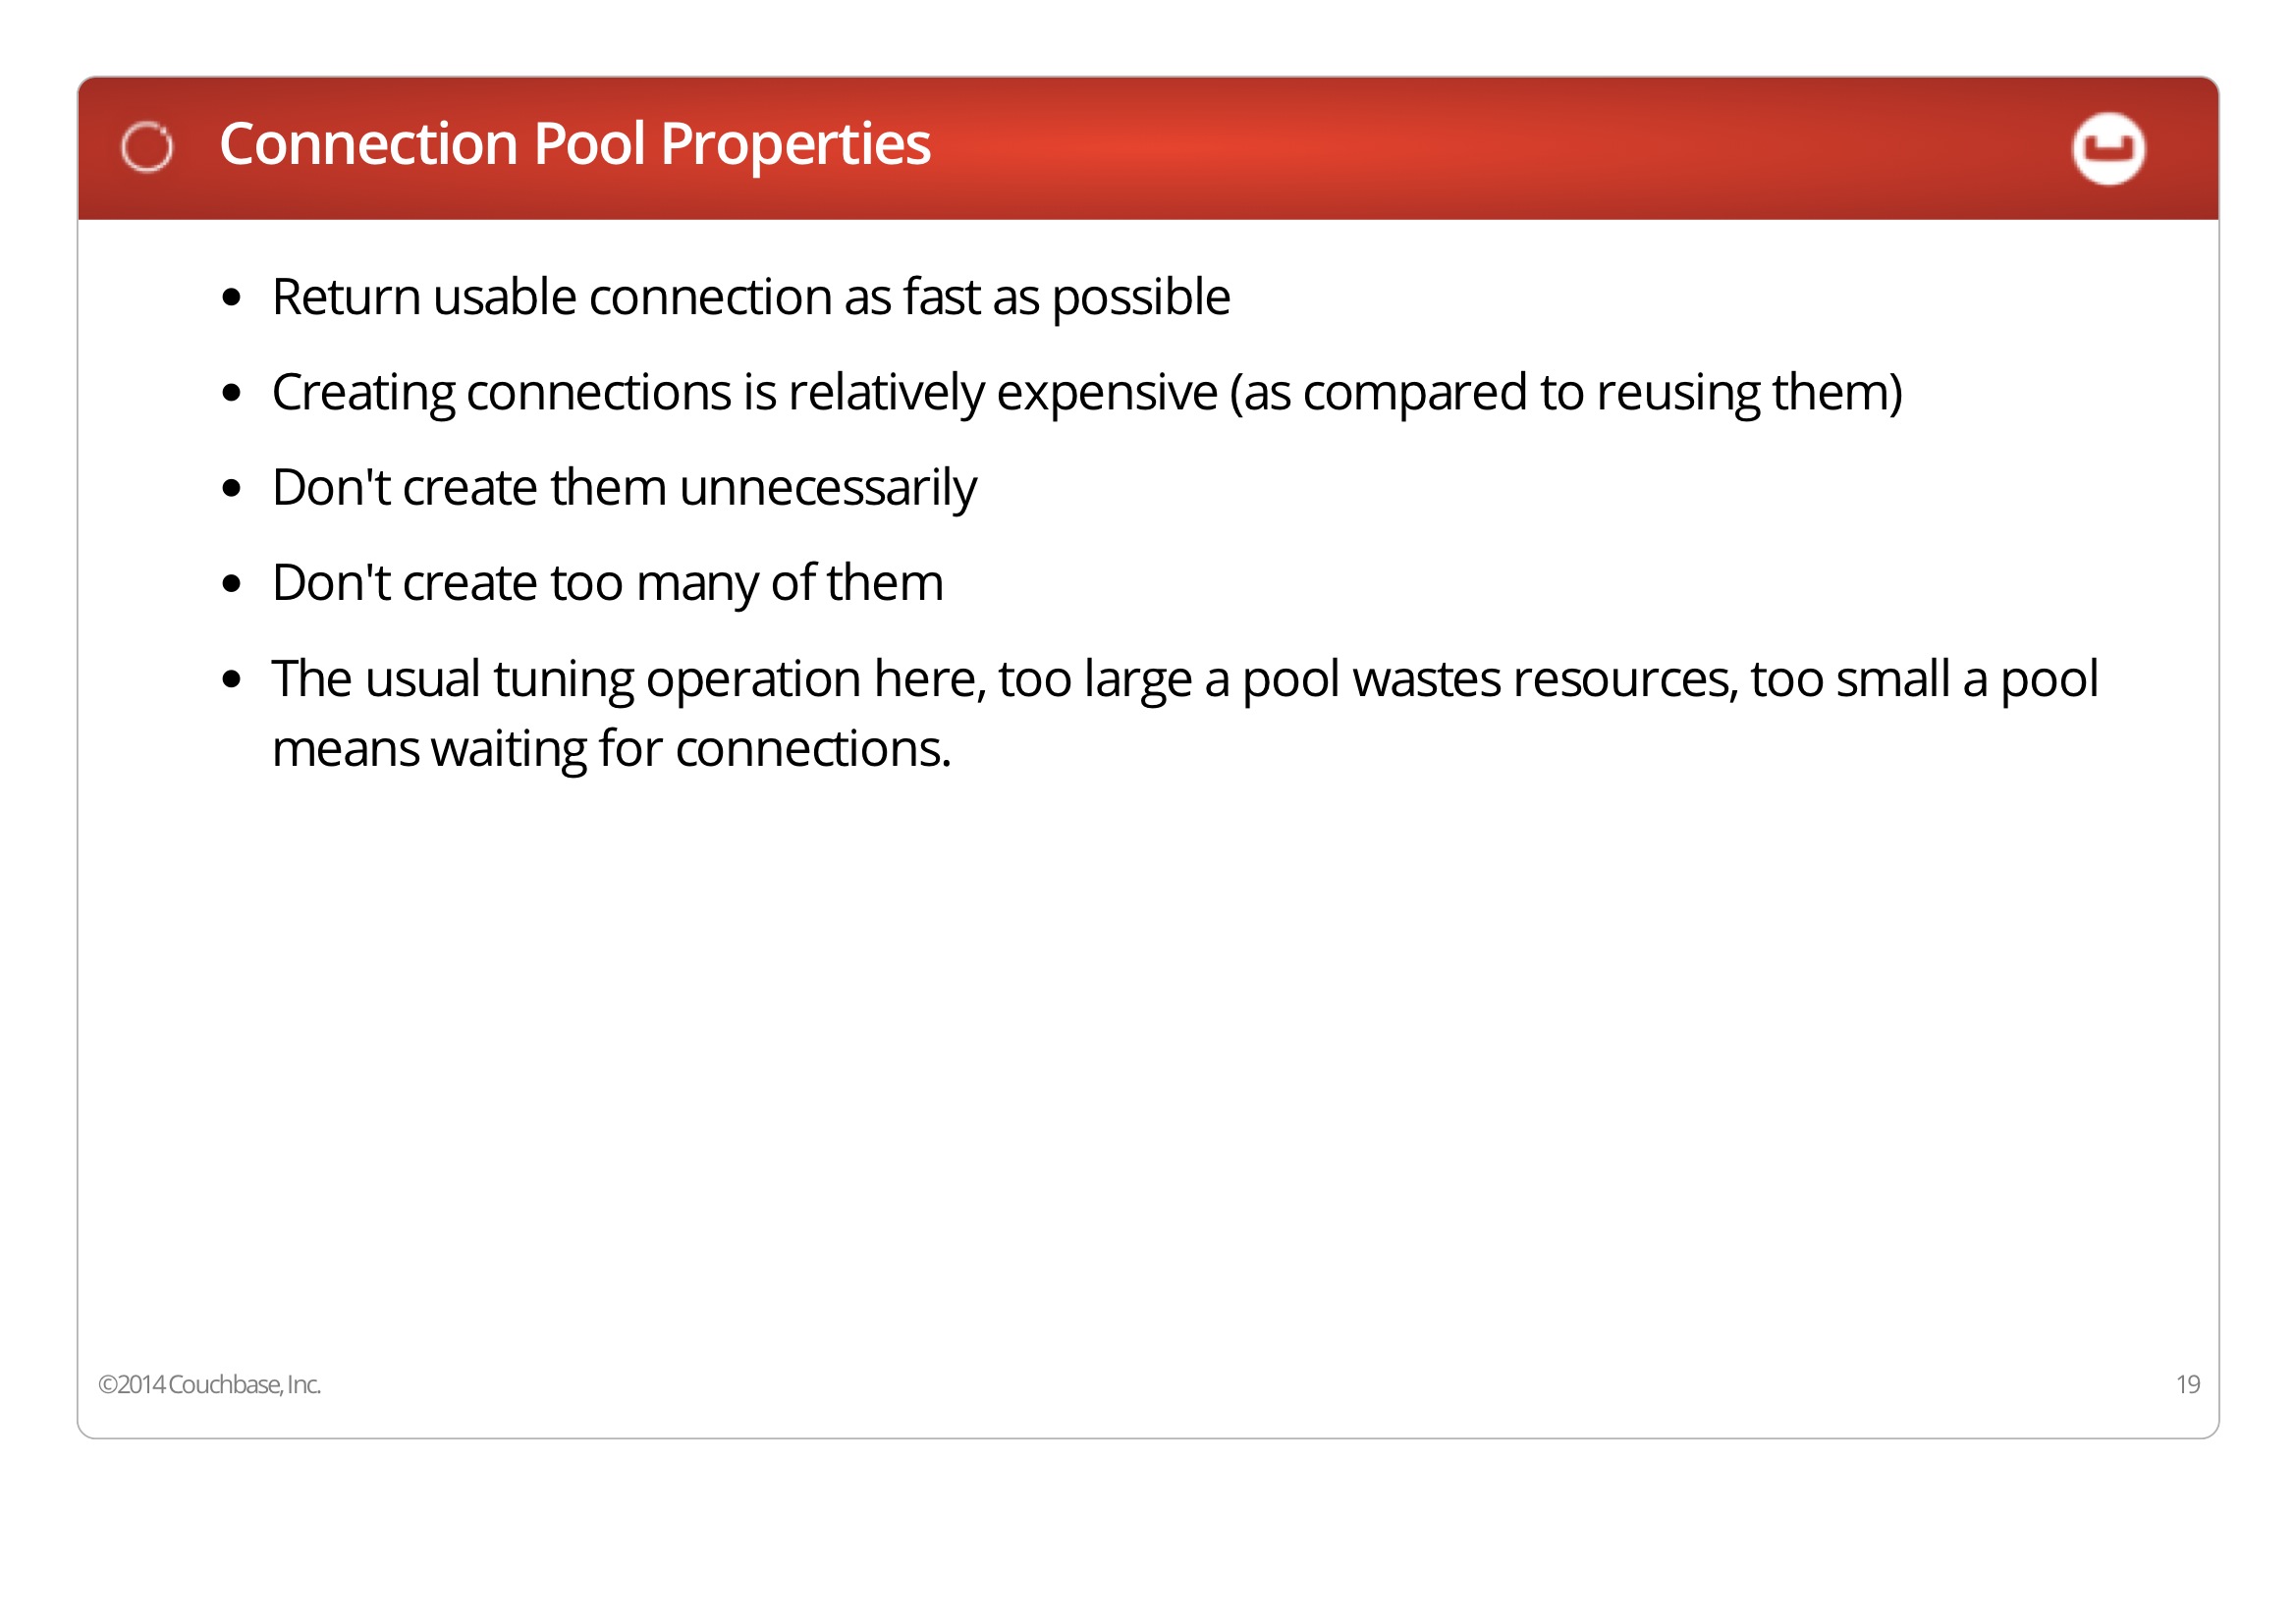 Connection Pool Properties
• Return usable connection as fast as possible
• Creating connections is relatively expensive (as compared to reusing them)
• Don't create them unnecessarily
• Don't create too many of them
• The usual tuning operation here, too large a pool wastes resources, too small a pool
means waiting for connections.
©2014 Couchbase, Inc.
19